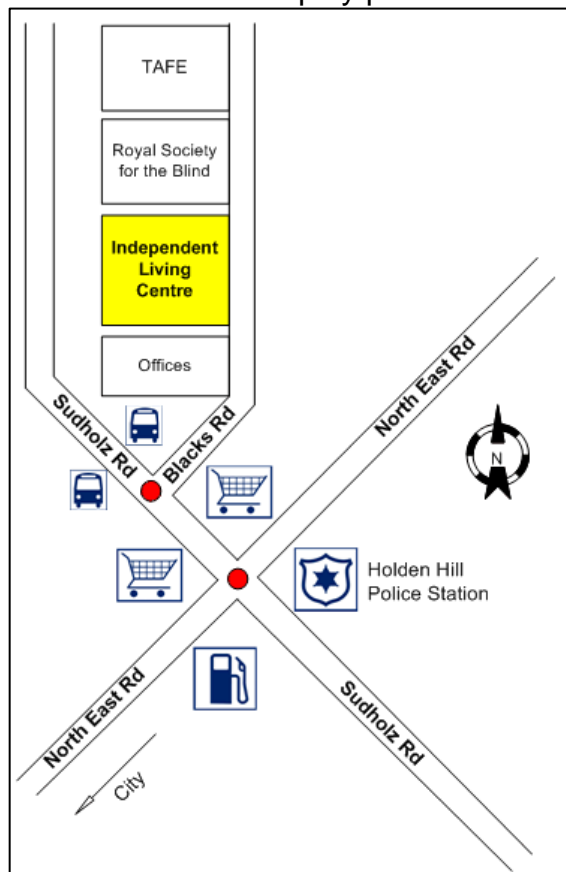 TAFE
Royal Society
for the Blind
Independent
Living
Centre
Offices
Sudholz Rd
Blacks Rd
North East Rd
N
Holden Hill
Police Station
North East Rd
Sudholz Rd
City